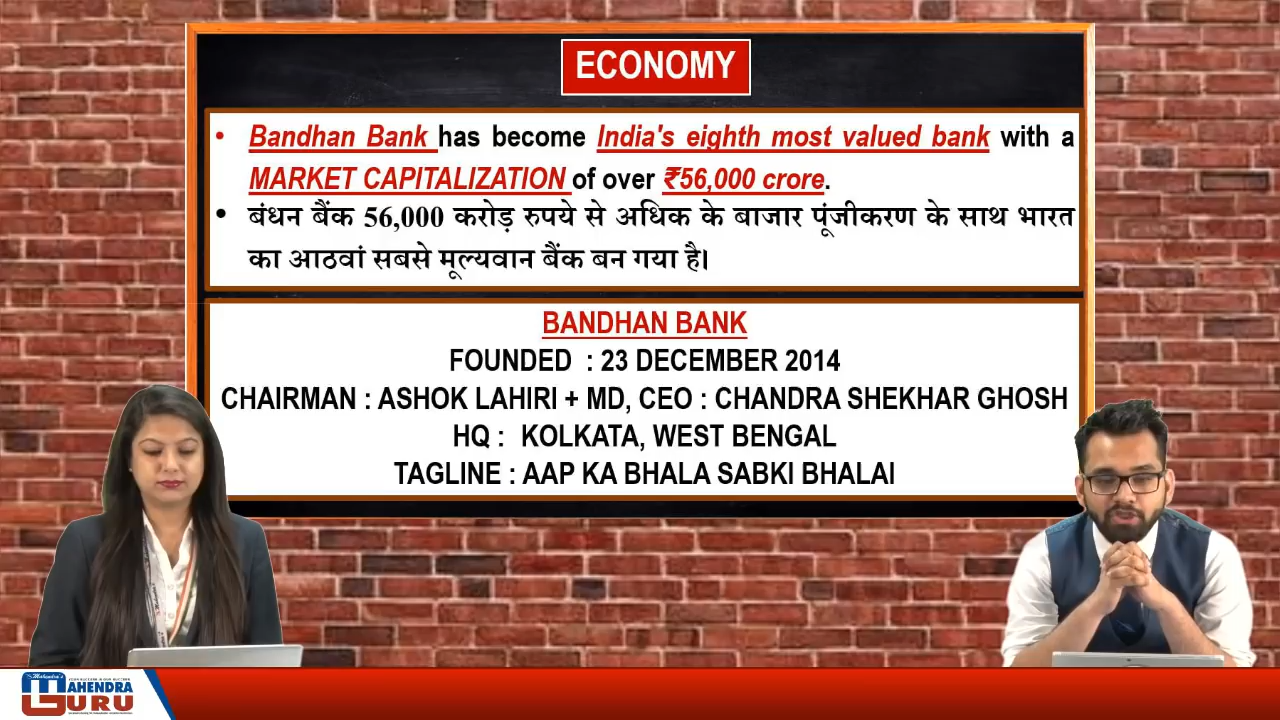 ECONOMY
• Bandhan Bank has become India's eighth most valued bank with a
MARKET CAPITALIZATION of over ₹56,000 crore.
• बंधन बैंक 56,000 करोड़ रुपये से अधिक के बाजार पूंजीकरण के साथ भारत
का आठवां सबसे मूल्यवान बैंक बन गया है।
BANDHAN BANK
FOUNDED : 23 DECEMBER 2014
CHAIRMAN : ASHOK LAHIRI + MD, CEO : CHANDRA SHEKHAR GHOSH
HQ : KOLKATA, WEST BENGAL
TAGLINE : AAP KA BHALA SABKI BHALAI
Mahendra's
MAHENDRA
GURU